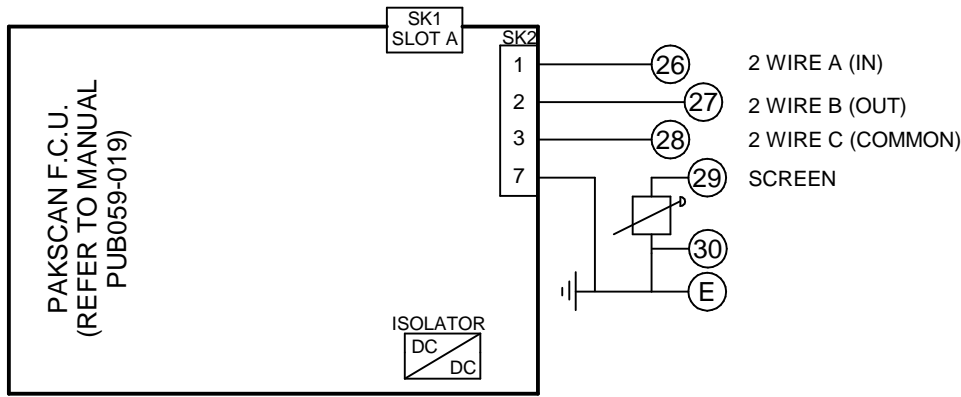 SK1
SLOT A
SK2
1
26
2 WIRE A (IN)
2
27
2 WIRE B (OUT)
3
28
2 WIRE C (COMMON)
7
29
SCREEN
30
E
PAKSCAN F.C.U.
(REFER TO MANUAL
PUB059-019)
ISOLATOR
DC
DC